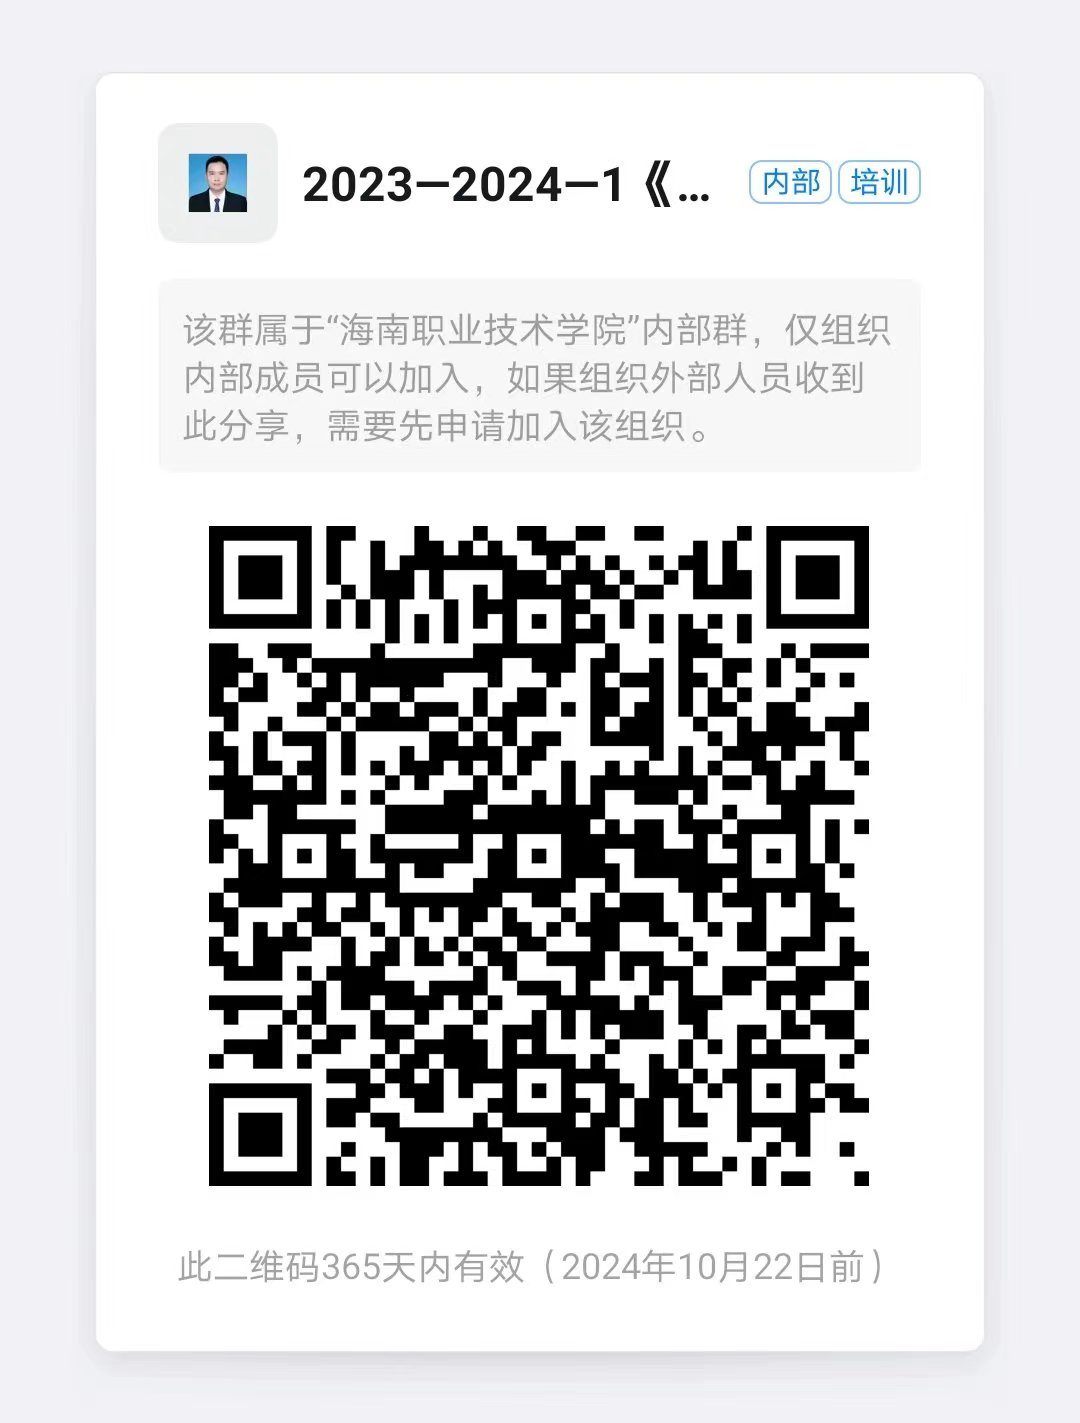 2023—2024—1《...
内部
培训
该群属于“海南职业技术学院”内部群，仅组织
内部成员可以加入，如果组织外部人员收到
此分享，需要先申请加入该组织。
此二维码365天内有效（2024年10月22日前）